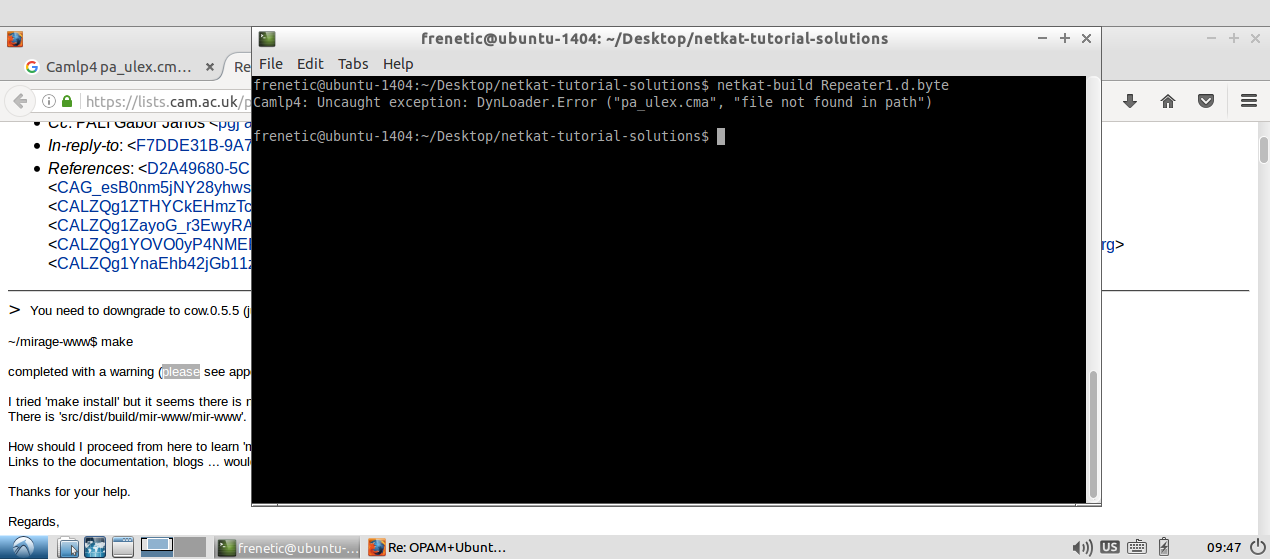 frenetic@ubuntu-1404: ~/Desktop/netkat-tutorial-solutions
File Edit Tabs Help
frenetic@ubuntu-1404:~/Desktop/netkat-tutorial-solutions$ netkat-build Repeater1.d.byte
Camlp4: Uncaught exception: DynLoader.Error ("pa_ulex.cma", "file not found in path")
frenetic@ubuntu-1404:~/Desktop/netkat-tutorial-solutions$
Camlp4 pa_ulex.cm… × Re
https://lists.cam.ac.uk/p
Cc: PALI Gabor Janos <pgj a
In-reply-to: <F7DDE31B-9A7
References: <D2A49680-5C
<CAG_esB0nm5jNY28yhws
<CALZQg1ZTHYCkEHmzTc
<CALZQg1ZayoG_r3EwyRA
<CALZQg1YOVO0yP4NMEI rg>
<CALZQg1YnaEhb42jGb11z
> You need to downgrade to cow.0.5.5 (j
~/mirage-www$ make
completed with a warning (please see app
I tried 'make install' but it seems there is n
There is 'src/dist/build/mir-www/mir-www'.
How should I proceed from here to learn 'm
Links to the documentation, blogs ... woul
Thanks for your help.
Regards,
frenetic@ubuntu-… Re: OPAM+Ubunt… US 09:47